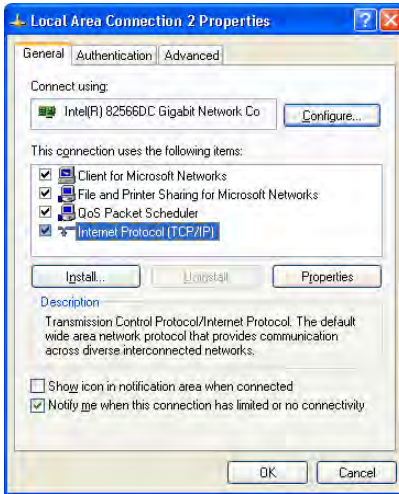 Local Area Connection 2 Properties
General Authentication Advanced
Connect using:
Intel(R) 82566DC Gigabit Network Co Configure...
This connection uses the following items:
Client for Microsoft Networks
File and Printer Sharing for Microsoft Networks
QoS Packet Scheduler
Internet Protocol (TCP/IP)
Install... Uninstall Properties
Description
Transmission Control Protocol/Internet Protocol. The default
wide area network protocol that provides communication
across diverse interconnected networks.
Show icon in notification area when connected
Notify me when this connection has limited or no connectivity
OK Cancel